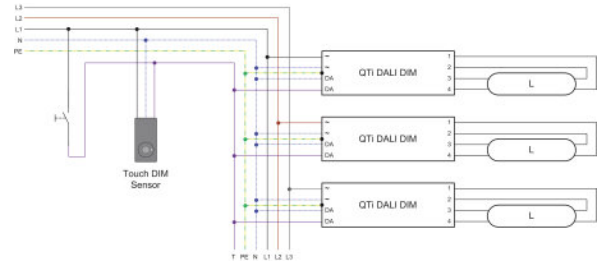 L3
L2
L1
N
PE
~
~
DA
DA
QTi DALI DIM
1
2
3
4
L
~
~
DA
DA
QTi DALI DIM
1
2
3
4
L
Touch DIM
Sensor
~
~
DA
DA
QTi DALI DIM
1
2
3
4
L
T PE N L1 L2 L3